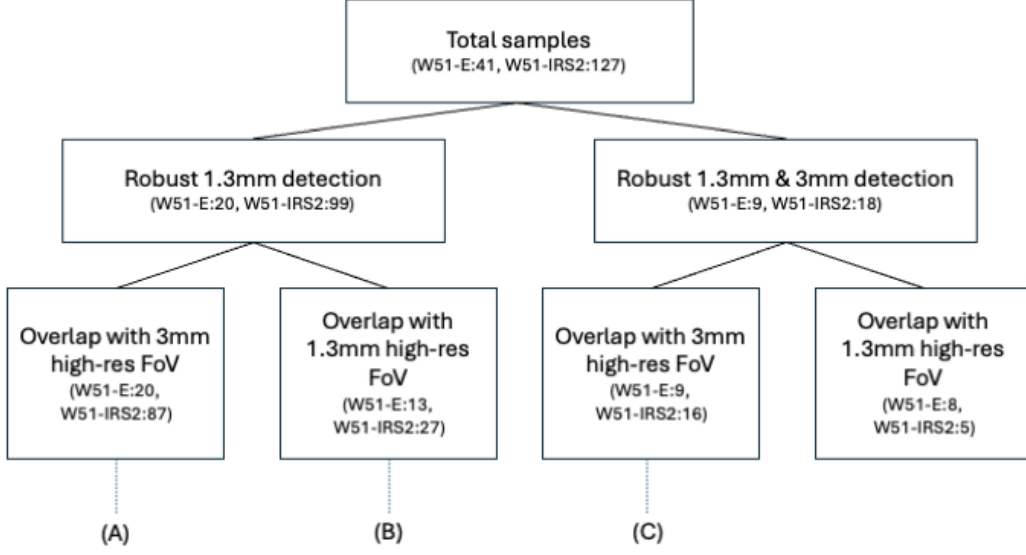 Total samples
(W51-E:41, W51-IRS2:127)
Robust 1.3mm detection
(W51-E:20, W51-IRS2:99)
Robust 1.3mm & 3mm detection
(W51-E:9, W51-IRS2:18)
Overlap with 3mm
high-res FoV
(W51-E:20,
W51-IRS2:87)
Overlap with
1.3mm high-res
FoV
(W51-E:13,
W51-IRS2:27)
Overlap with 3mm
high-res FoV
(W51-E:9,
W51-IRS2:16)
Overlap with
1.3mm high-res
FoV
(W51-E:8,
W51-IRS2:5)
(A)
(B)
(C)